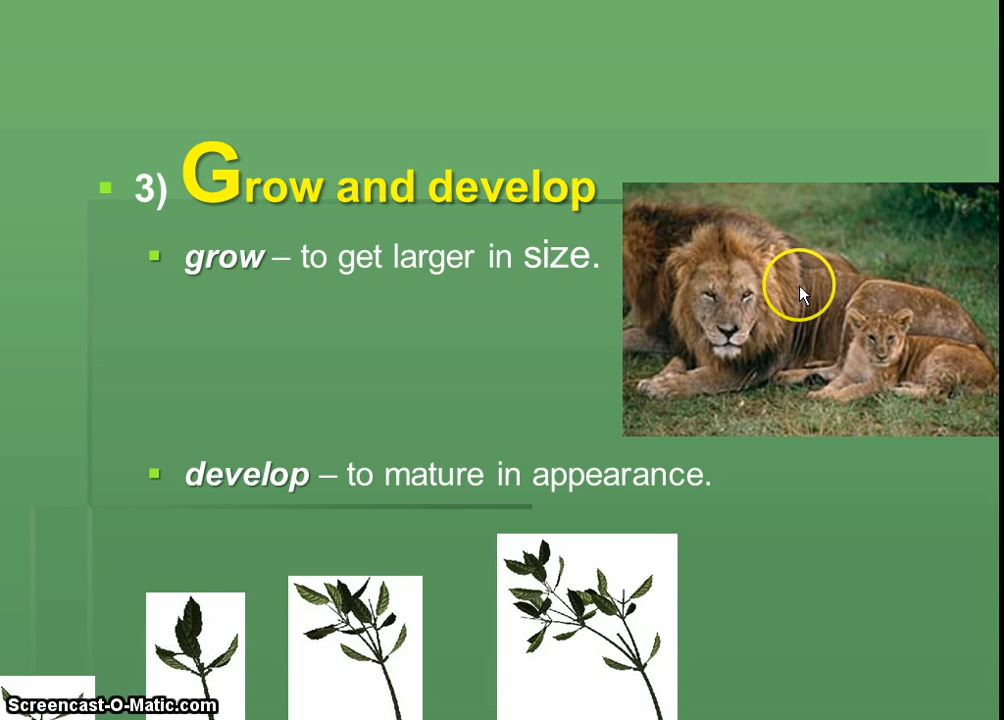 3) Grow and develop
grow – to get larger in size.
develop – to mature in appearance.
Screencast-O-Matic.com